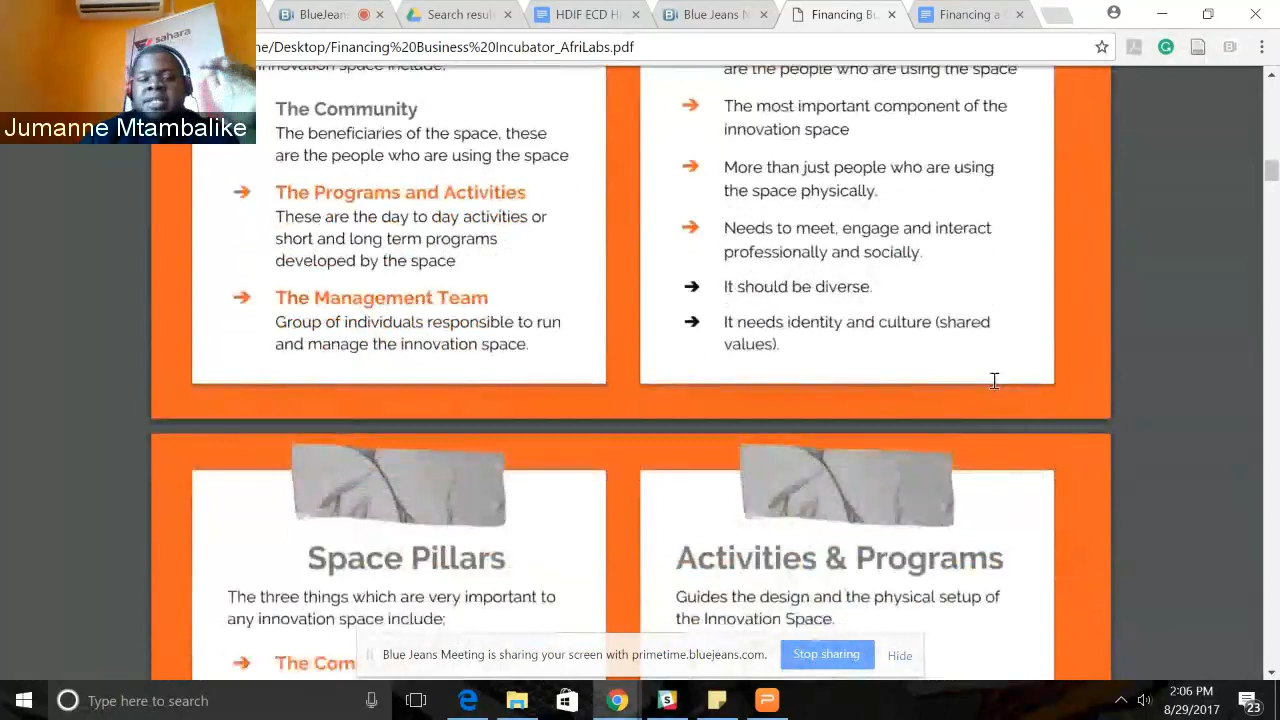 BlueJeans
Search result
HDIF ECD Hi
Blue Jeans N
Financing Bu
Financing a
sahara
me/Desktop/Financing%20Business%20Incubator_AfriLabs.pdf
Jumanne Mtambalike
innovation space include;
The Community
The beneficiaries of the space, these
are the people who are using the space
➔ The Programs and Activities
These are the day to day activities or
short and long term programs
developed by the space
➔ The Management Team
Group of individuals responsible to run
and manage the innovation space.
are the people who are using the space
➔ The most important component of the
innovation space
➔ More than just people who are using
the space physically.
➔ Needs to meet, engage and interact
professionally and socially.
➔ It should be diverse.
➔ It needs identity and culture (shared
values).
Space Pillars
The three things which are very important to
any innovation space include;
➔ The Com
Activities & Programs
Guides the design and the physical setup of
the Innovation Space.
Blue Jeans Meeting is sharing your screen with primetime.bluejeans.com.
Stop sharing
Hide
Type here to search
2:06 PM
8/29/2017
23